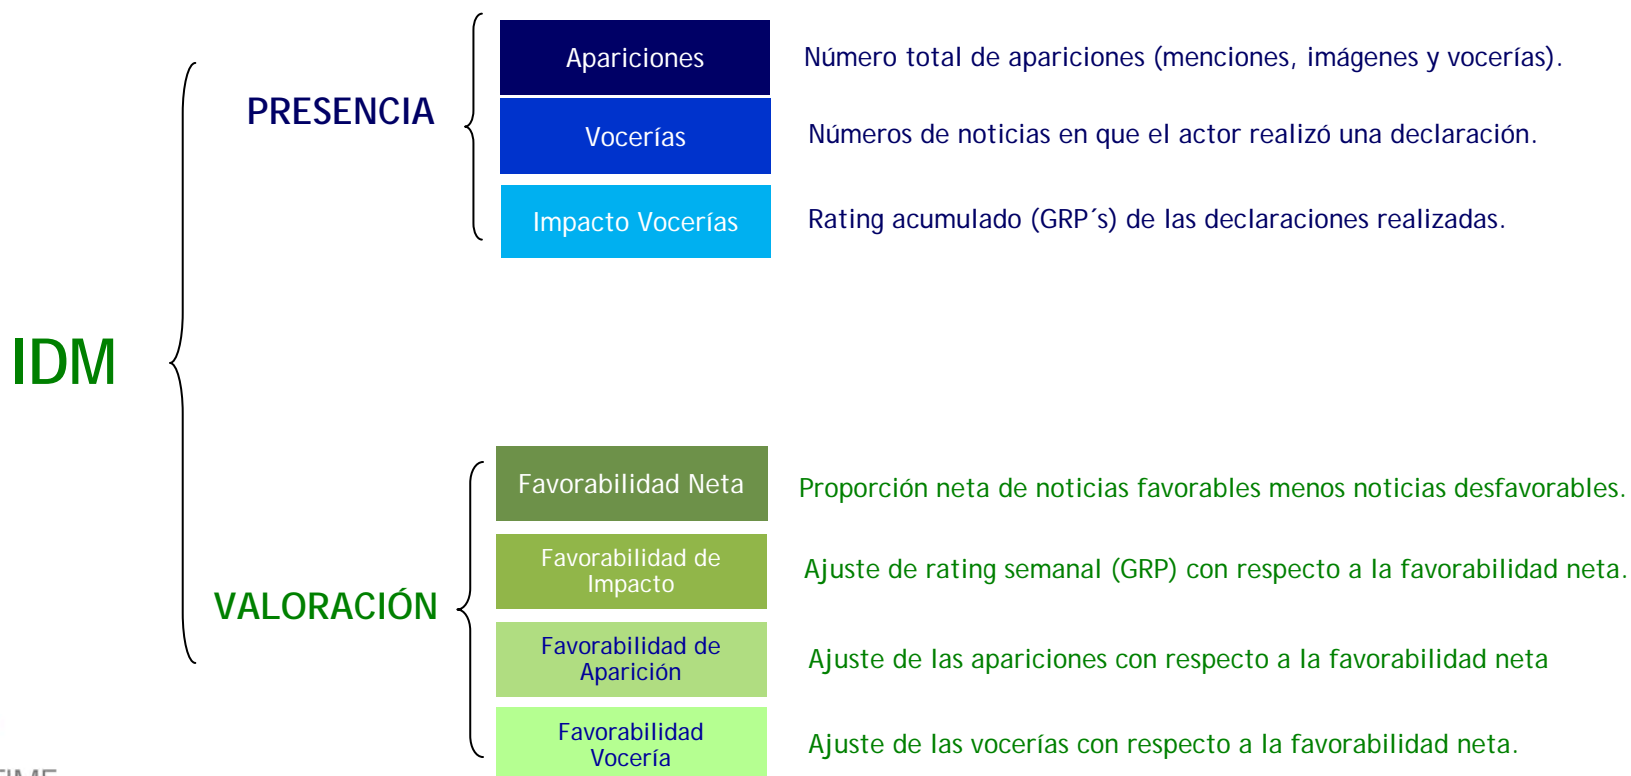 Apariciones
Número total de apariciones (menciones, imágenes y vocerías).
PRESENCIA
Vocerías
Números de noticias en que el actor realizó una declaración.
Impacto Vocerías
Rating acumulado (GRP´s) de las declaraciones realizadas.
IDM
Favorabilidad Neta
Proporción neta de noticias favorables menos noticias desfavorables.
Favorabilidad de
Impacto
Ajuste de rating semanal (GRP) con respecto a la favorabilidad neta.
VALORACIÓN
Favorabilidad de
Aparición
Ajuste de las apariciones con respecto a la favorabilidad neta
Favorabilidad
Vocería
Ajuste de las vocerías con respecto a la favorabilidad neta.